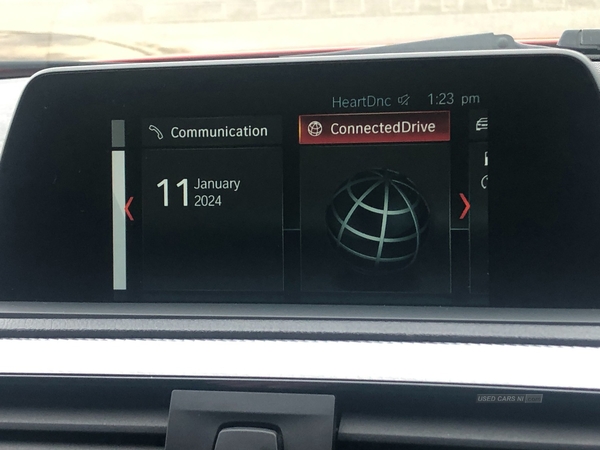 HeartDnc 1:23 pm
Communication
ConnectedDrive
11 January
2024
USED CARS NI